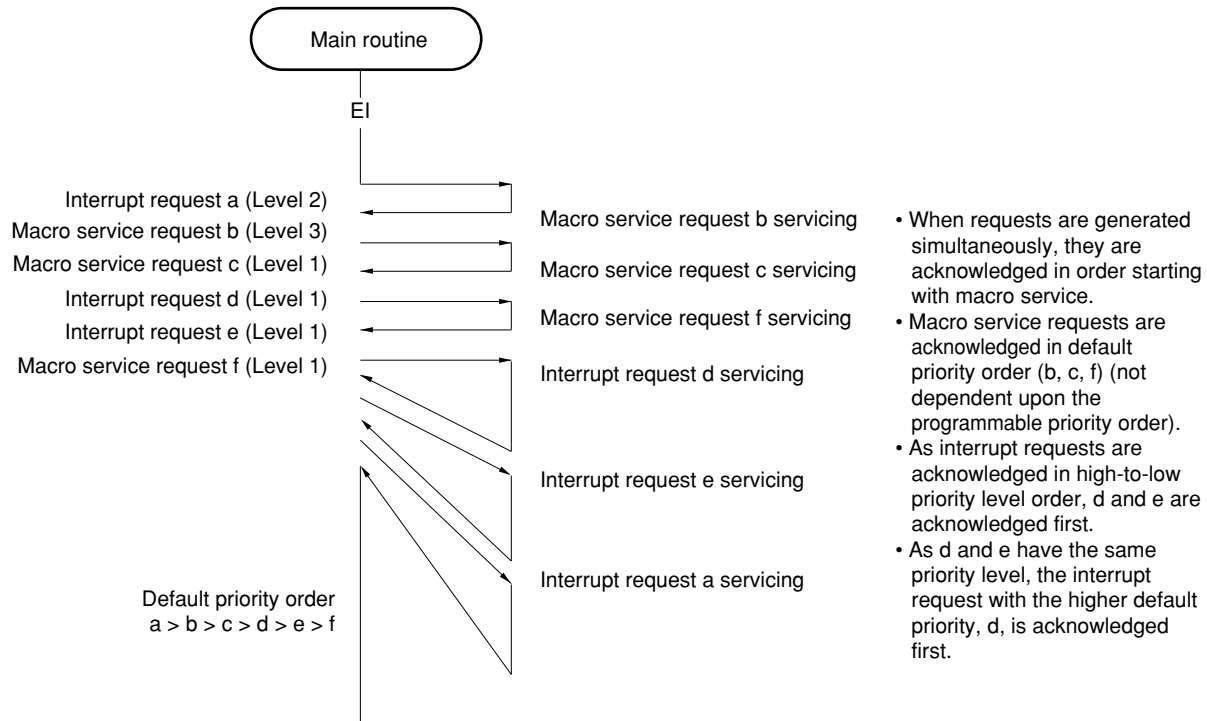 Main routine
EI
Interrupt request a (Level 2)
Macro service request b (Level 3)
Macro service request c (Level 1)
Interrupt request d (Level 1)
Interrupt request e (Level 1)
Macro service request f (Level 1)
Default priority order
a > b > c > d > e > f
Macro service request b servicing
Macro service request c servicing
Macro service request f servicing
Interrupt request d servicing
Interrupt request e servicing
Interrupt request a servicing
• When requests are generated
simultaneously, they are
acknowledged in order starting
with macro service.
• Macro service requests are
acknowledged in default
priority order (b, c, f) (not
dependent upon the
programmable priority order).
• As interrupt requests are
acknowledged in high-to-low
priority level order, d and e are
acknowledged first.
• As d and e have the same
priority level, the interrupt
request with the higher default
priority, d, is acknowledged
first.